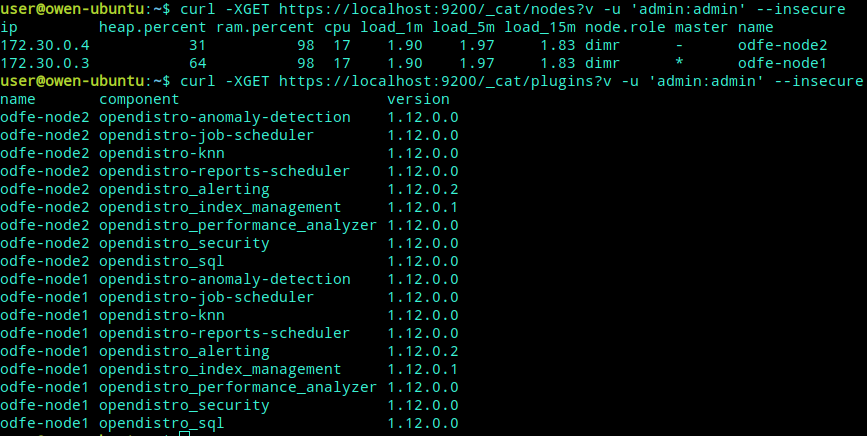 user@owen-ubuntu:~$ curl -XGET https://localhost:9200/_cat/nodes?v -u 'admin:admin' --insecure
ip         heap.percent ram.percent cpu load_1m load_5m load_15m node.role master name
172.30.0.4           31          98  17    1.90    1.97     1.83 dimr      -      odfe-node2
172.30.0.3           64          98  17    1.90    1.97     1.83 dimr      *      odfe-node1
user@owen-ubuntu:~$ curl -XGET https://localhost:9200/_cat/plugins?v -u 'admin:admin' --insecure
name       component                       version
odfe-node2 opendistro-anomaly-detection    1.12.0.0
odfe-node2 opendistro-job-scheduler        1.12.0.0
odfe-node2 opendistro-knn                  1.12.0.0
odfe-node2 opendistro-reports-scheduler    1.12.0.0
odfe-node2 opendistro_alerting             1.12.0.2
odfe-node2 opendistro_index_management     1.12.0.1
odfe-node2 opendistro_performance_analyzer 1.12.0.0
odfe-node2 opendistro_security             1.12.0.0
odfe-node2 opendistro_sql                  1.12.0.0
odfe-node1 opendistro-anomaly-detection    1.12.0.0
odfe-node1 opendistro-job-scheduler        1.12.0.0
odfe-node1 opendistro-knn                  1.12.0.0
odfe-node1 opendistro-reports-scheduler    1.12.0.0
odfe-node1 opendistro_alerting             1.12.0.2
odfe-node1 opendistro_index_management     1.12.0.1
odfe-node1 opendistro_performance_analyzer 1.12.0.0
odfe-node1 opendistro_security             1.12.0.0
odfe-node1 opendistro_sql                  1.12.0.0